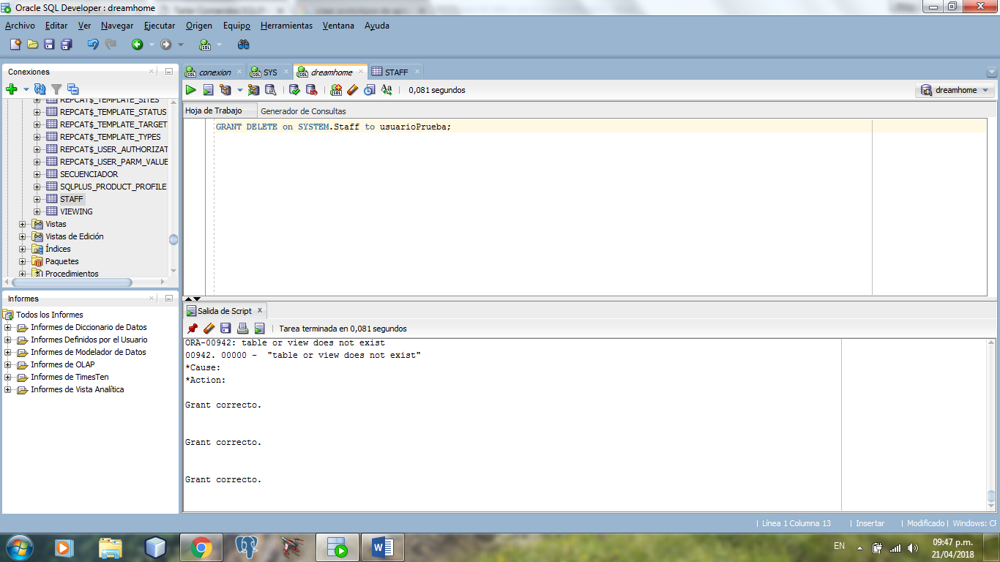 Oracle SQL Developer : dreamhome
Archivo Editar Ver Navegar Ejecutar Origen Equipo Herramientas Ventana Ayuda
Conexiones
REPCAT$_TEMPLATE_SITES
REPCAT$_TEMPLATE_STATUS
REPCAT$_TEMPLATE_TARGET
REPCAT$_TEMPLATE_TYPES
REPCAT$_USER_AUTHORIZAT
REPCAT$_USER_PARM_VALUE
SECUENCIADOR
SQLPLUS_PRODUCT_PROFILE
STAFF
VIEWING
Vistas
Vistas de Edición
Índices
Paquetes
Procedimientos
Informes
Todos los Informes
Informes de Diccionario de Datos
Informes Definidos por el Usuario
Informes de Modelador de Datos
Informes de OLAP
Informes de TimesTen
Informes de Vista Analítica
conexion SYS dreamhome STAFF
0,081 segundos dreamhome
Hoja de Trabajo Generador de Consultas
GRANT DELETE on SYSTEM.Staff to usuarioPrueba;
Salida de Script
Tarea terminada en 0,081 segundos
ORA-00942: table or view does not exist
00942. 00000 - "table or view does not exist"
*Cause:
*Action:
Grant correcto.
Grant correcto.
Grant correcto.
Línea 1 Columna 13 Insertar Modificado Windows: CF
EN 09:47 p.m.
21/04/2018